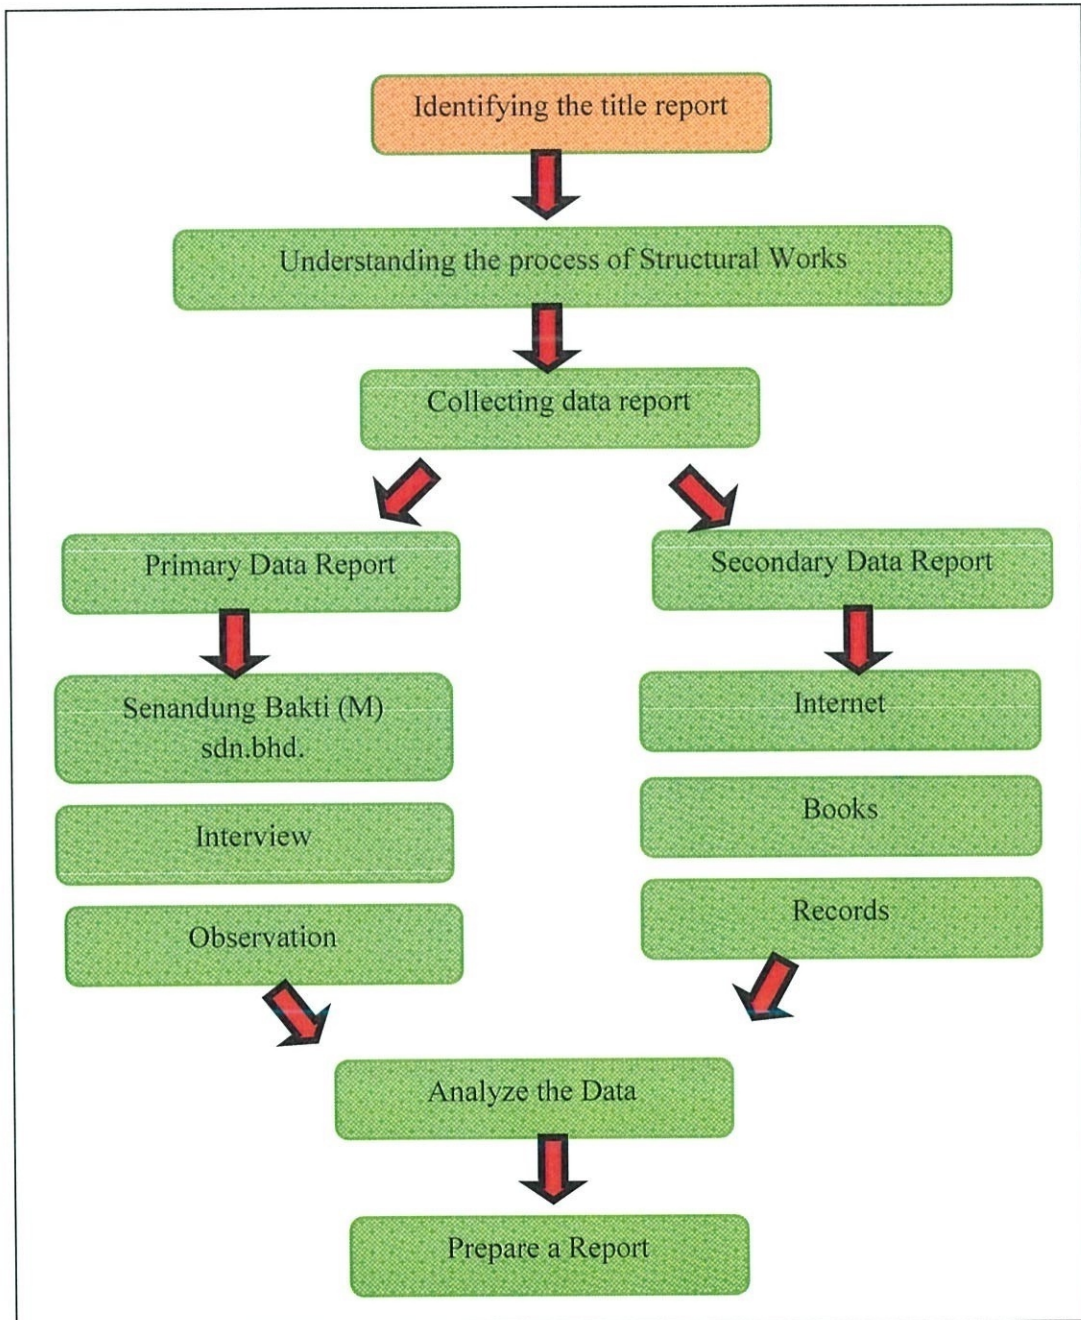 Identifying the title report
Understanding the process of Structural Works
Collecting data report
Primary Data Report
Secondary Data Report
Senandung Bakti (M)
sdn.bhd.
Interview
Observation
Internet
Books
Records
Analyze the Data
Prepare a Report